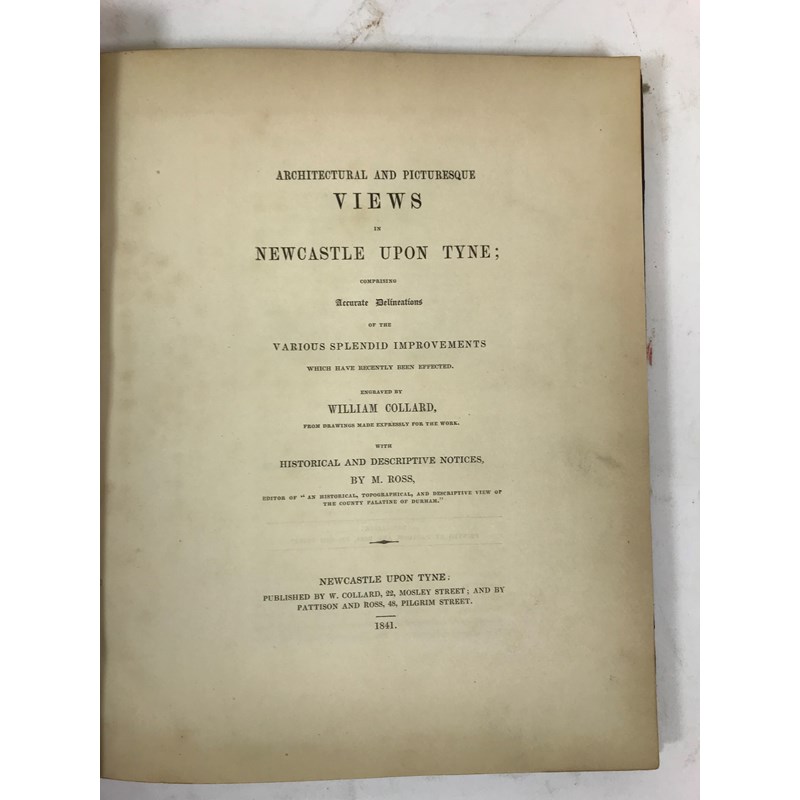 ARCHITECTURAL AND PICTURESQUE
VIEWS
IN
NEWCASTLE UPON TYNE;
COMPRISING
Accurate Delineations
OF THE
VARIOUS SPLENDID IMPROVEMENTS
WHICH HAVE RECENTLY BEEN EFFECTED.
ENGRAVED BY
WILLIAM COLLARD,
FROM DRAWINGS MADE EXPRESSLY FOR THE WORK.
WITH
HISTORICAL AND DESCRIPTIVE NOTICES,
BY M. ROSS,
EDITOR OF "AN HISTORICAL, TOPOGRAPHICAL, AND DESCRIPTIVE VIEW OF
THE COUNTY PALATINE OF DURHAM."
NEWCASTLE UPON TYNE:
PUBLISHED BY W. COLLARD, 22, MOSLEY STREET; AND BY
PATTISON AND ROSS, 48, PILGRIM STREET.
1841.